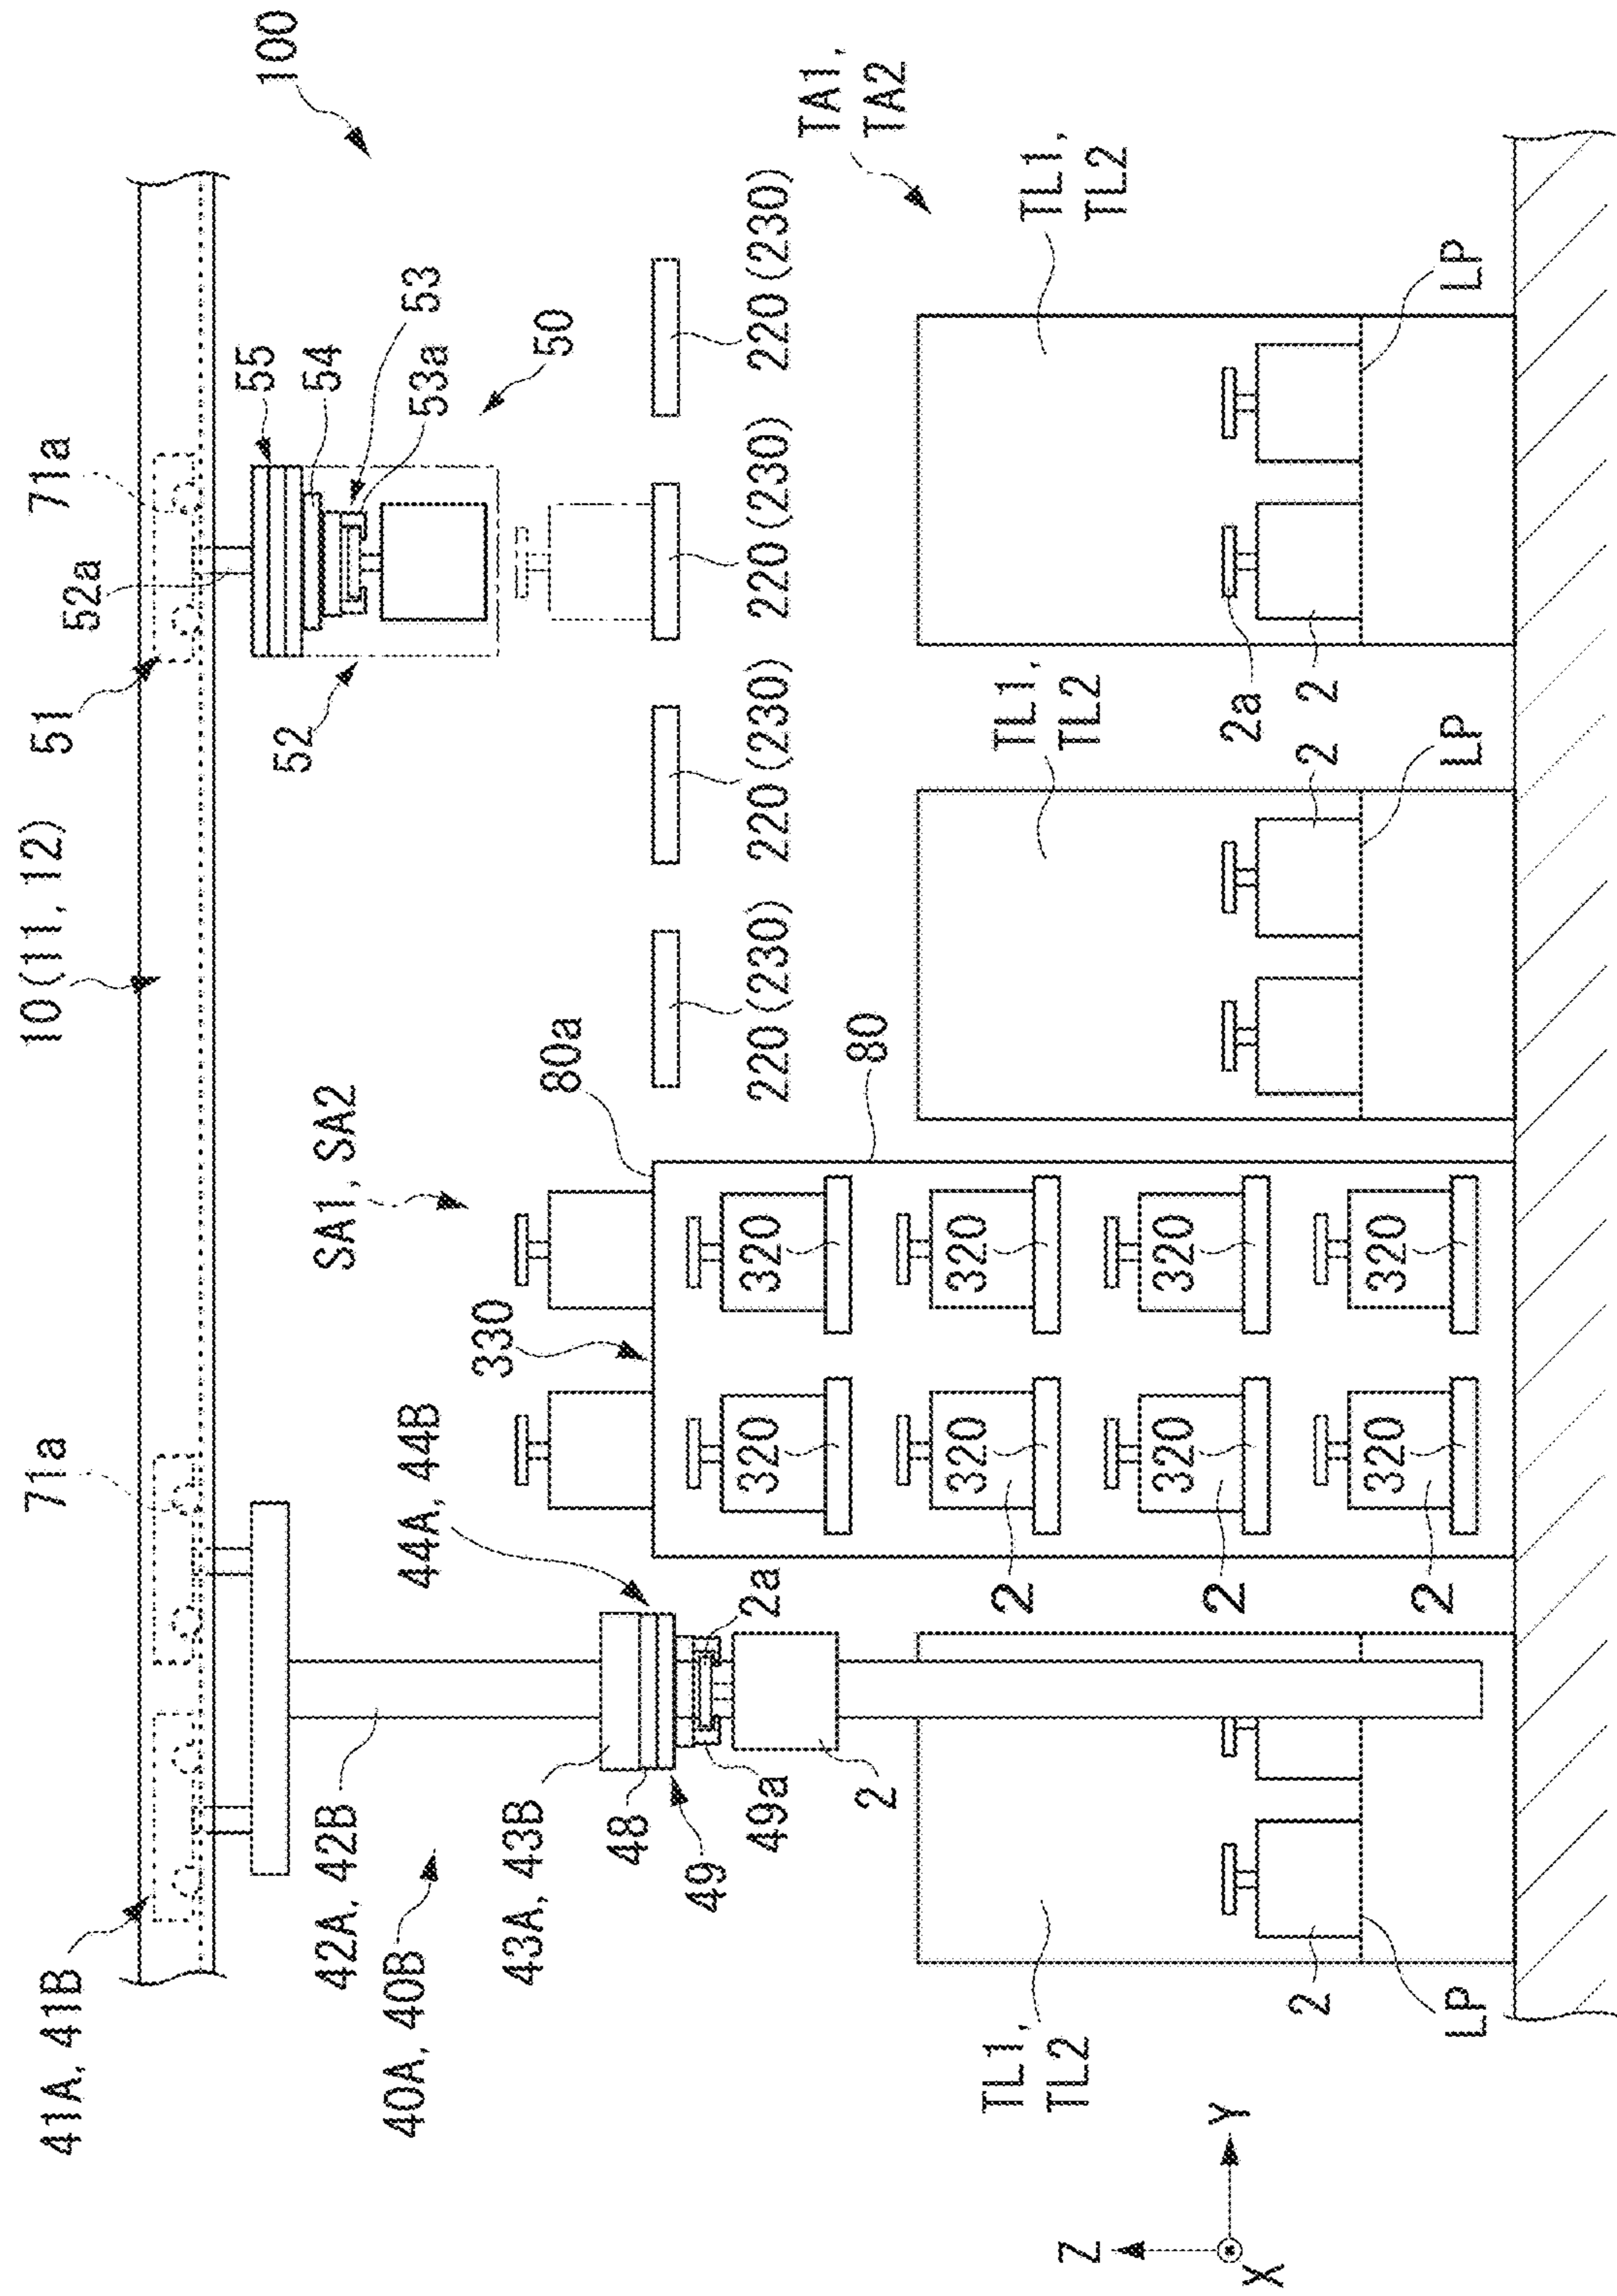 100
10(11, 12)
51
71a
52a
71a
41A, 41B
55
54
53
53a
50
52
SA1, SA2
42A, 42B
40A, 40B
330
80a
44A, 44B
43A, 43B
48
49
49a
2a
2
220(230)
220(230)
220(230)
220(230)
80
TA1,
TA2
TL1,
TL2
TL1,
TL2
TL1,
TL2
320
320
320
320
320
320
320
320
2
2
2
2a
2
2
2
LP
LP
LP
Z
Y
X